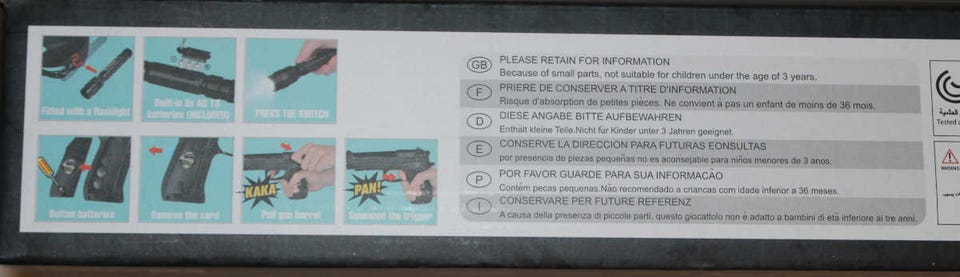 Fitted with a flashlight
Built-in 3x AG 13
batteries (INCLUDED)
PRESS THE SWITCH
Button batteries
Remove the card
KAKA
Pull gun barrel
PAN!
Squeezed the trigger
GB PLEASE RETAIN FOR INFORMATION
Because of small parts, not suitable for children under the age of 3 years.
F PRIERE DE CONSERVER A TITRE D'INFORMATION
Risque d'absorption de petites pièces. Ne convient à pas un enfant de moins de 36 mois.
D DIESE ANGABE BITTE AUFBEWAHREN
Enthält kleine Teile.Nicht für Kinder unter 3 Jahren geeignet.
E CONSERVE LA DIRECCION PARA FUTURAS EONSULTAS
por presencia de piezas pequeñas no es aconsejable para niños menores de 3 anos.
P POR FAVOR GUARDE PARA SUA INFORMACÃO
Contém pecas pequenas.Não recomendado a criancas com idade inferior a 36 meses.
I CONSERVARE PER FUTURE REFERENZ
A causa della presenza di piccole parti, questo giocattolo non è adatto a bambini di età inferiore ai tre anni.
Tested
WARNING